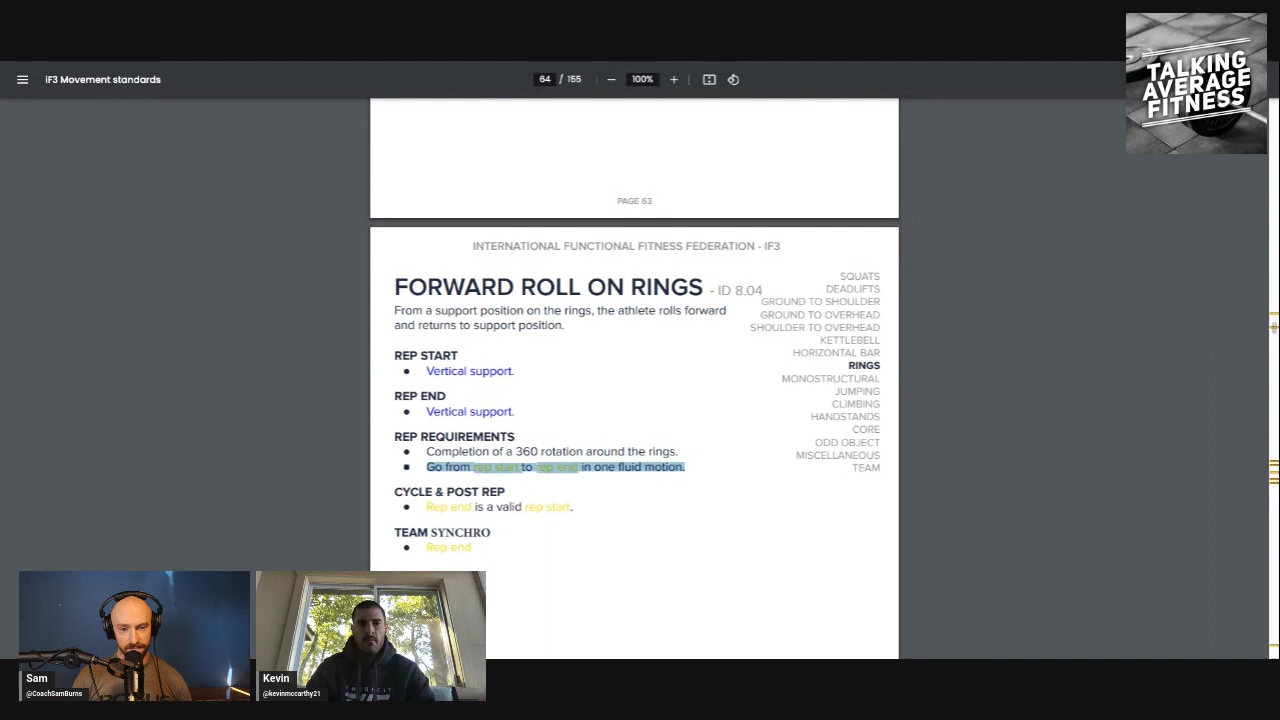 iF3 Movement standards
64 / 155
100%
TALKING
AVERAGE
FITNESS
PAGE 63
INTERNATIONAL FUNCTIONAL FITNESS FEDERATION - IF3
FORWARD ROLL ON RINGS - ID 8.04
From a support position on the rings, the athlete rolls forward
and returns to support position.
REP START
● Vertical support.
REP END
● Vertical support.
REP REQUIREMENTS
● Completion of a 360 rotation around the rings.
● Go from rep start to rep end in one fluid motion.
CYCLE & POST REP
● Rep end is a valid rep start.
TEAM SYNCHRO
● Rep end
SQUATS
DEADLIFTS
GROUND TO SHOULDER
GROUND TO OVERHEAD
SHOULDER TO OVERHEAD
KETTLEBELL
HORIZONTAL BAR
RINGS
MONOSTRUCTURAL
JUMPING
CLIMBING
HANDSTANDS
CORE
ODD OBJECT
MISCELLANEOUS
TEAM
Sam
@CoachSamBurns
Kevin
@kevinmccarthy21